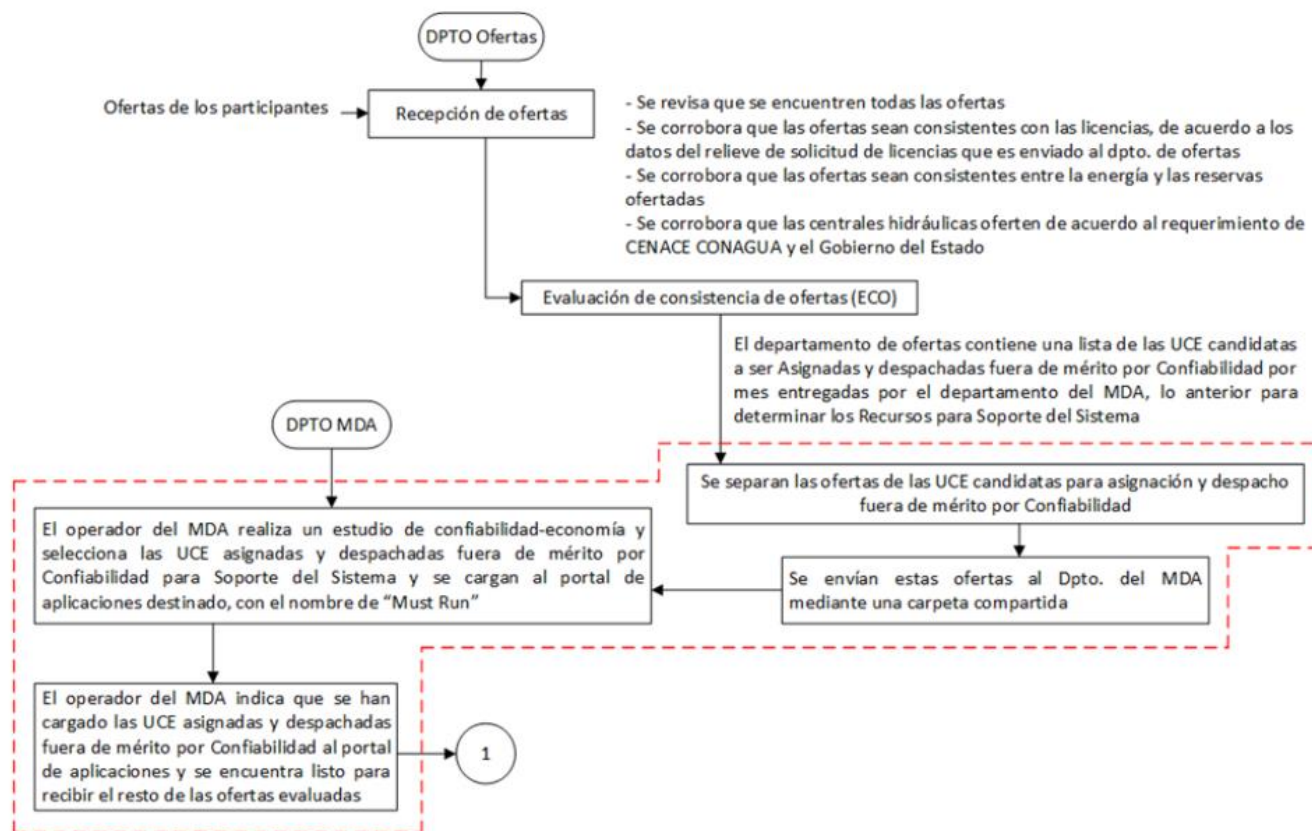 DPTO Ofertas
Ofertas de los participantes
Recepción de ofertas
- Se revisa que se encuentren todas las ofertas
- Se corrobora que las ofertas sean consistentes con las licencias, de acuerdo a los
datos del relieve de solicitud de licencias que es enviado al dpto. de ofertas
- Se corrobora que las ofertas sean consistentes entre la energía y las reservas
ofertadas
- Se corrobora que las centrales hidráulicas oferten de acuerdo al requerimiento de
CENACE CONAGUA y el Gobierno del Estado
Evaluación de consistencia de ofertas (ECO)
El departamento de ofertas contiene una lista de las UCE candidatas
a ser Asignadas y despachadas fuera de mérito por Confiabilidad por
mes entregadas por el departamento del MDA, lo anterior para
determinar los Recursos para Soporte del Sistema
DPTO MDA
Se separan las ofertas de las UCE candidatas para asignación y despacho
fuera de mérito por Confiabilidad
Se envían estas ofertas al Dpto. del MDA
mediante una carpeta compartida
El operador del MDA realiza un estudio de confiabilidad-economía y
selecciona las UCE asignadas y despachadas fuera de mérito por
Confiabilidad para Soporte del Sistema y se cargan al portal de
aplicaciones destinado, con el nombre de “Must Run”
El operador del MDA indica que se han
cargado las UCE asignadas y despachadas
fuera de mérito por Confiabilidad al portal
de aplicaciones y se encuentra listo para
recibir el resto de las ofertas evaluadas
1